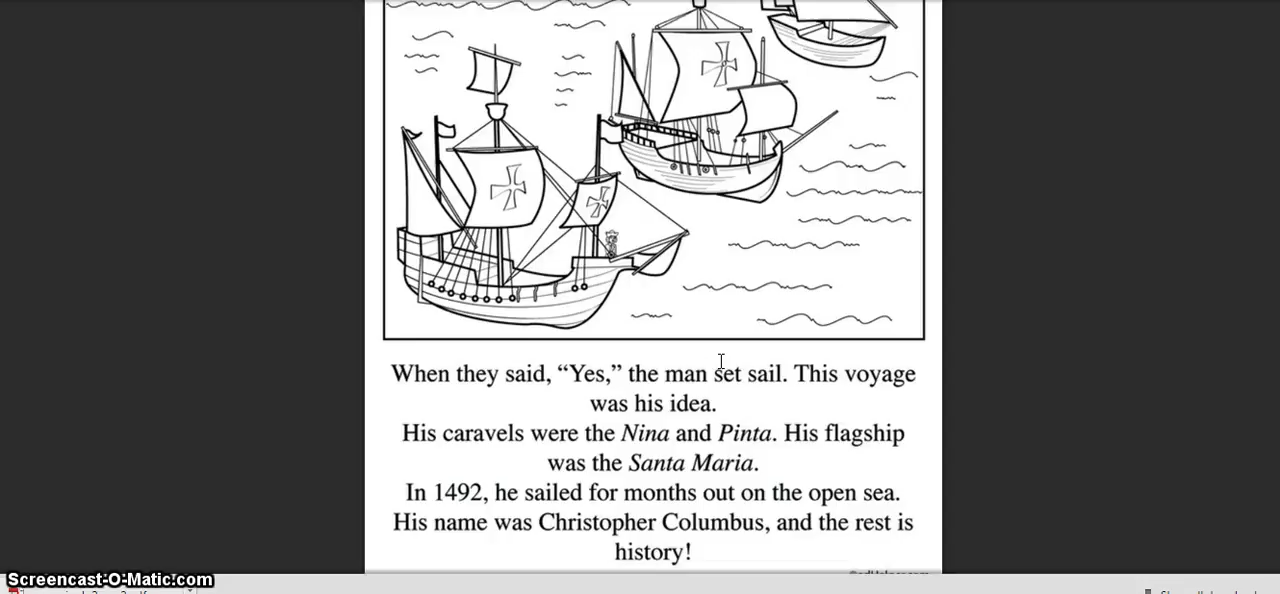 When they said, “Yes,” the man set sail. This voyage
was his idea.
His caravels were the Nina and Pinta. His flagship
was the Santa Maria.
In 1492, he sailed for months out on the open sea.
His name was Christopher Columbus, and the rest is
history!
Screencast-O-Matic.com